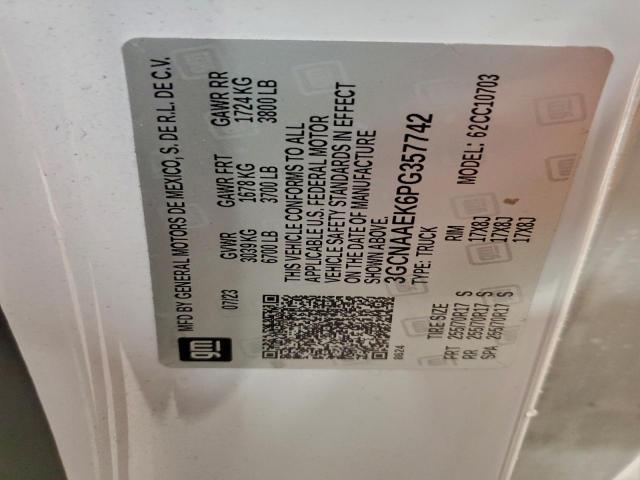 MFD BY GENERAL MOTORS DE MEXICO, S. DE R.L. DE C.V.
gm
07/23 GVWR GAWR FRT GAWR RR
3039 KG 1678 KG 1724 KG
6700 LB 3700 LB 3800 LB
THIS VEHICLE CONFORMS TO ALL
APPLICABLE U.S. FEDERAL MOTOR
VEHICLE SAFETY STANDARDS IN EFFECT
ON THE DATE OF MANUFACTURE
SHOWN ABOVE.
8624
3GCNAAEK6PG357742
TYPE: TRUCK MODEL: 62CC10703
TIRE SIZE RIM
FRT 255/70R17 S 17X8J
RR 255/70R17 S 17X8J
SPA 255/70R17 S 17X8J